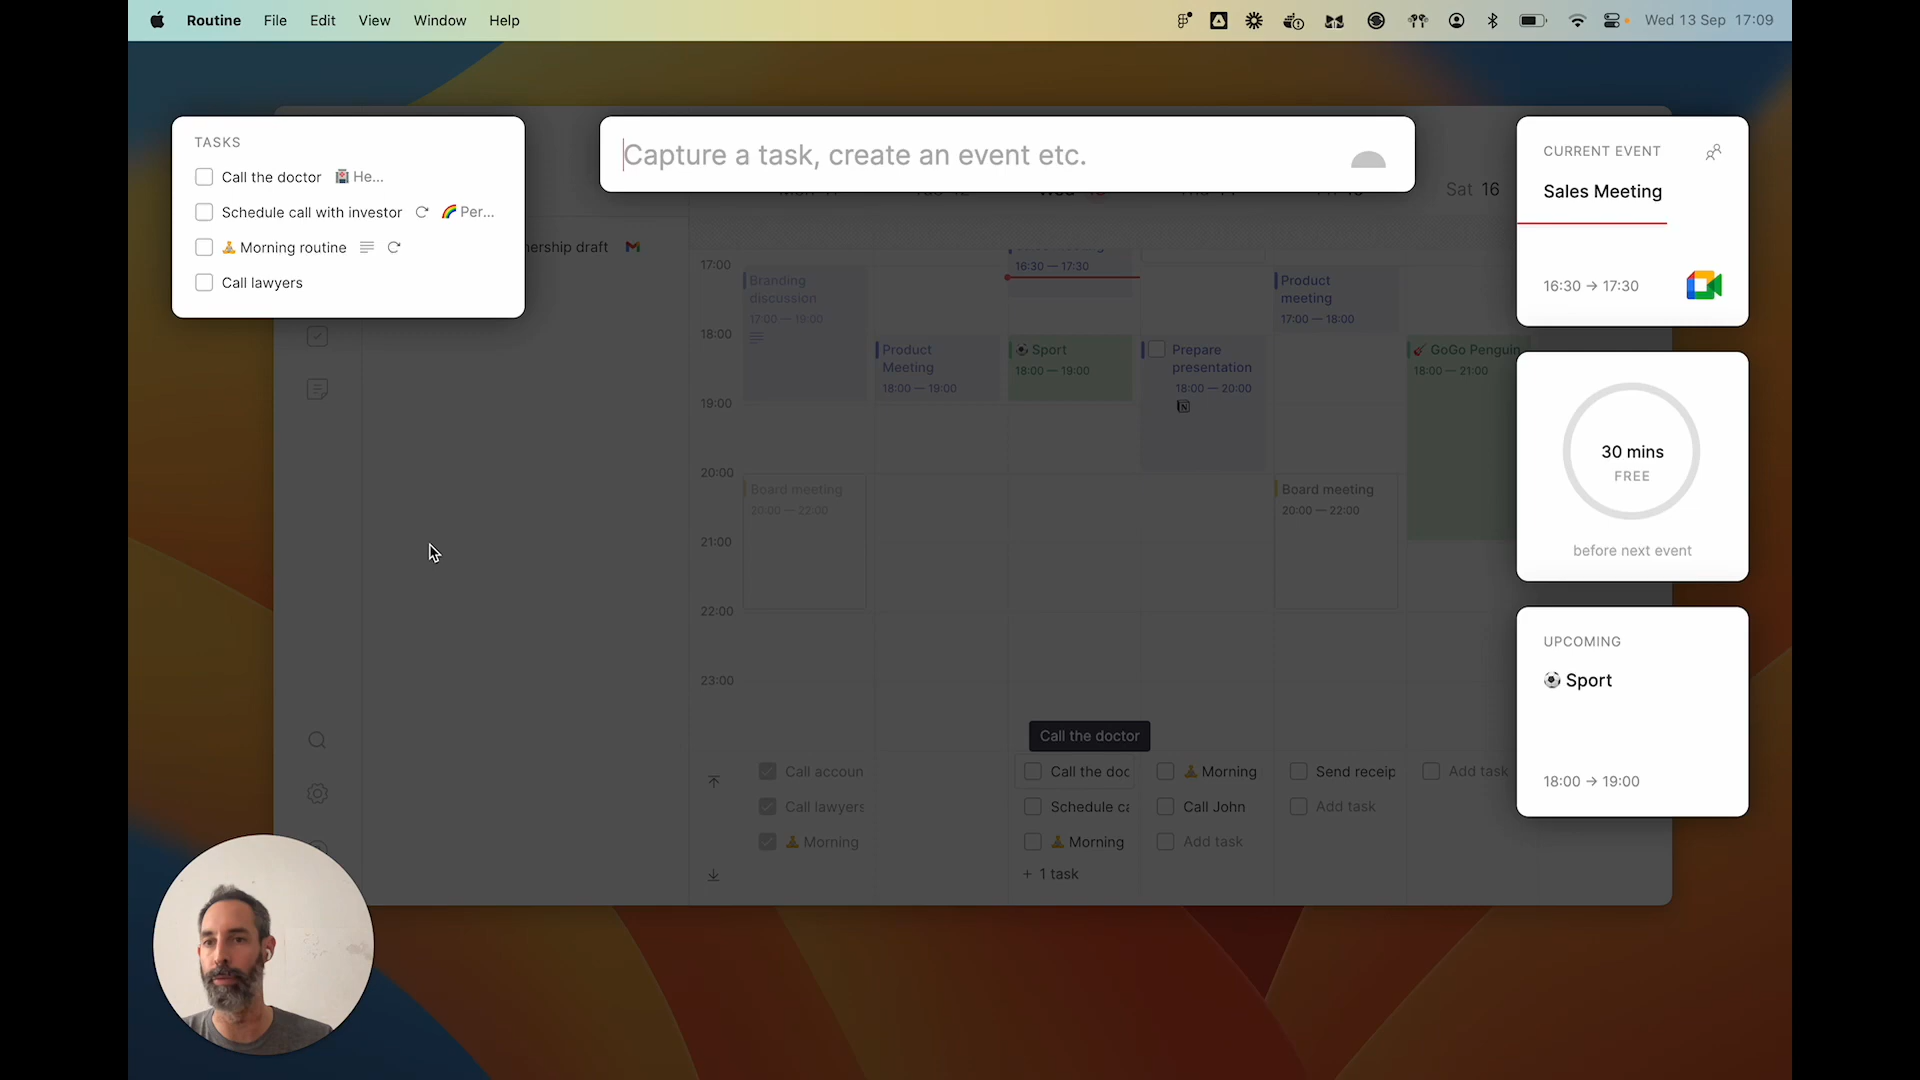 Routine File Edit View Window Help
Wed 13 Sep 17:09
TASKS
Call the doctor He...
Schedule call with investor Per...
Morning routine
Call lawyers
Capture a task, create an event etc.
CURRENT EVENT
Sales Meeting
16:30 → 17:30
30 mins
FREE
before next event
UPCOMING
Sport
18:00 → 19:00
Sat 16
nership draft
17:00
18:00
19:00
20:00
21:00
22:00
23:00
Branding
discussion
17:00 — 19:00
Board meeting
20:00 — 22:00
Product
Meeting
18:00 — 19:00
16:30 — 17:30
Sport
18:00 — 19:00
Prepare
presentation
18:00 — 20:00
Product
meeting
17:00 — 18:00
Board meeting
20:00 — 22:00
GoGo Penguin
18:00 — 21:00
Call the doctor
Call accoun
Call lawyers
Morning
Call the doc
Schedule ca
Morning
+ 1 task
Morning
Call John
Add task
Send receip
Add task
Add task